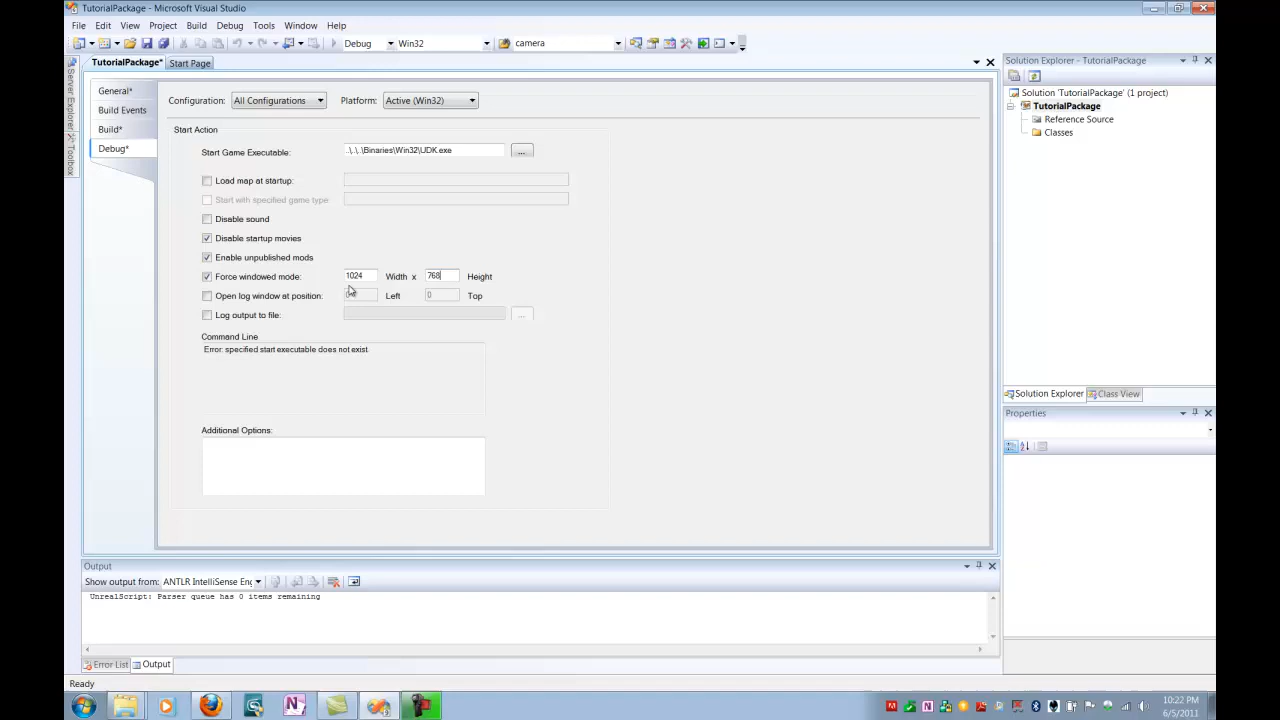 TutorialPackage - Microsoft Visual Studio
File Edit View Project Build Debug Tools Window Help
Debug Win32 camera
TutorialPackage* Start Page
Solution Explorer - TutorialPackage
Server Explorer
Toolbox
General*
Build Events
Build*
Debug*
Configuration: All Configurations Platform: Active (Win32)
Start Action
Start Game Executable: ..\..\..\Binaries\Win32\UDK.exe ...
Load map at startup:
Start with specified game type:
Disable sound
Disable startup movies
Enable unpublished mods
Force windowed mode: 1024 Width x 768 Height
Open log window at position: Left 0 Top
Log output to file: ...
Command Line
Error: specified start executable does not exist.
Additional Options:
Solution 'TutorialPackage' (1 project)
TutorialPackage
Reference Source
Classes
Solution Explorer Class View
Properties
Output
Show output from: ANTLR IntelliSense Eng
UnrealScript: Parser queue has 0 items remaining
Error List Output
Ready
10:22 PM
6/5/2011